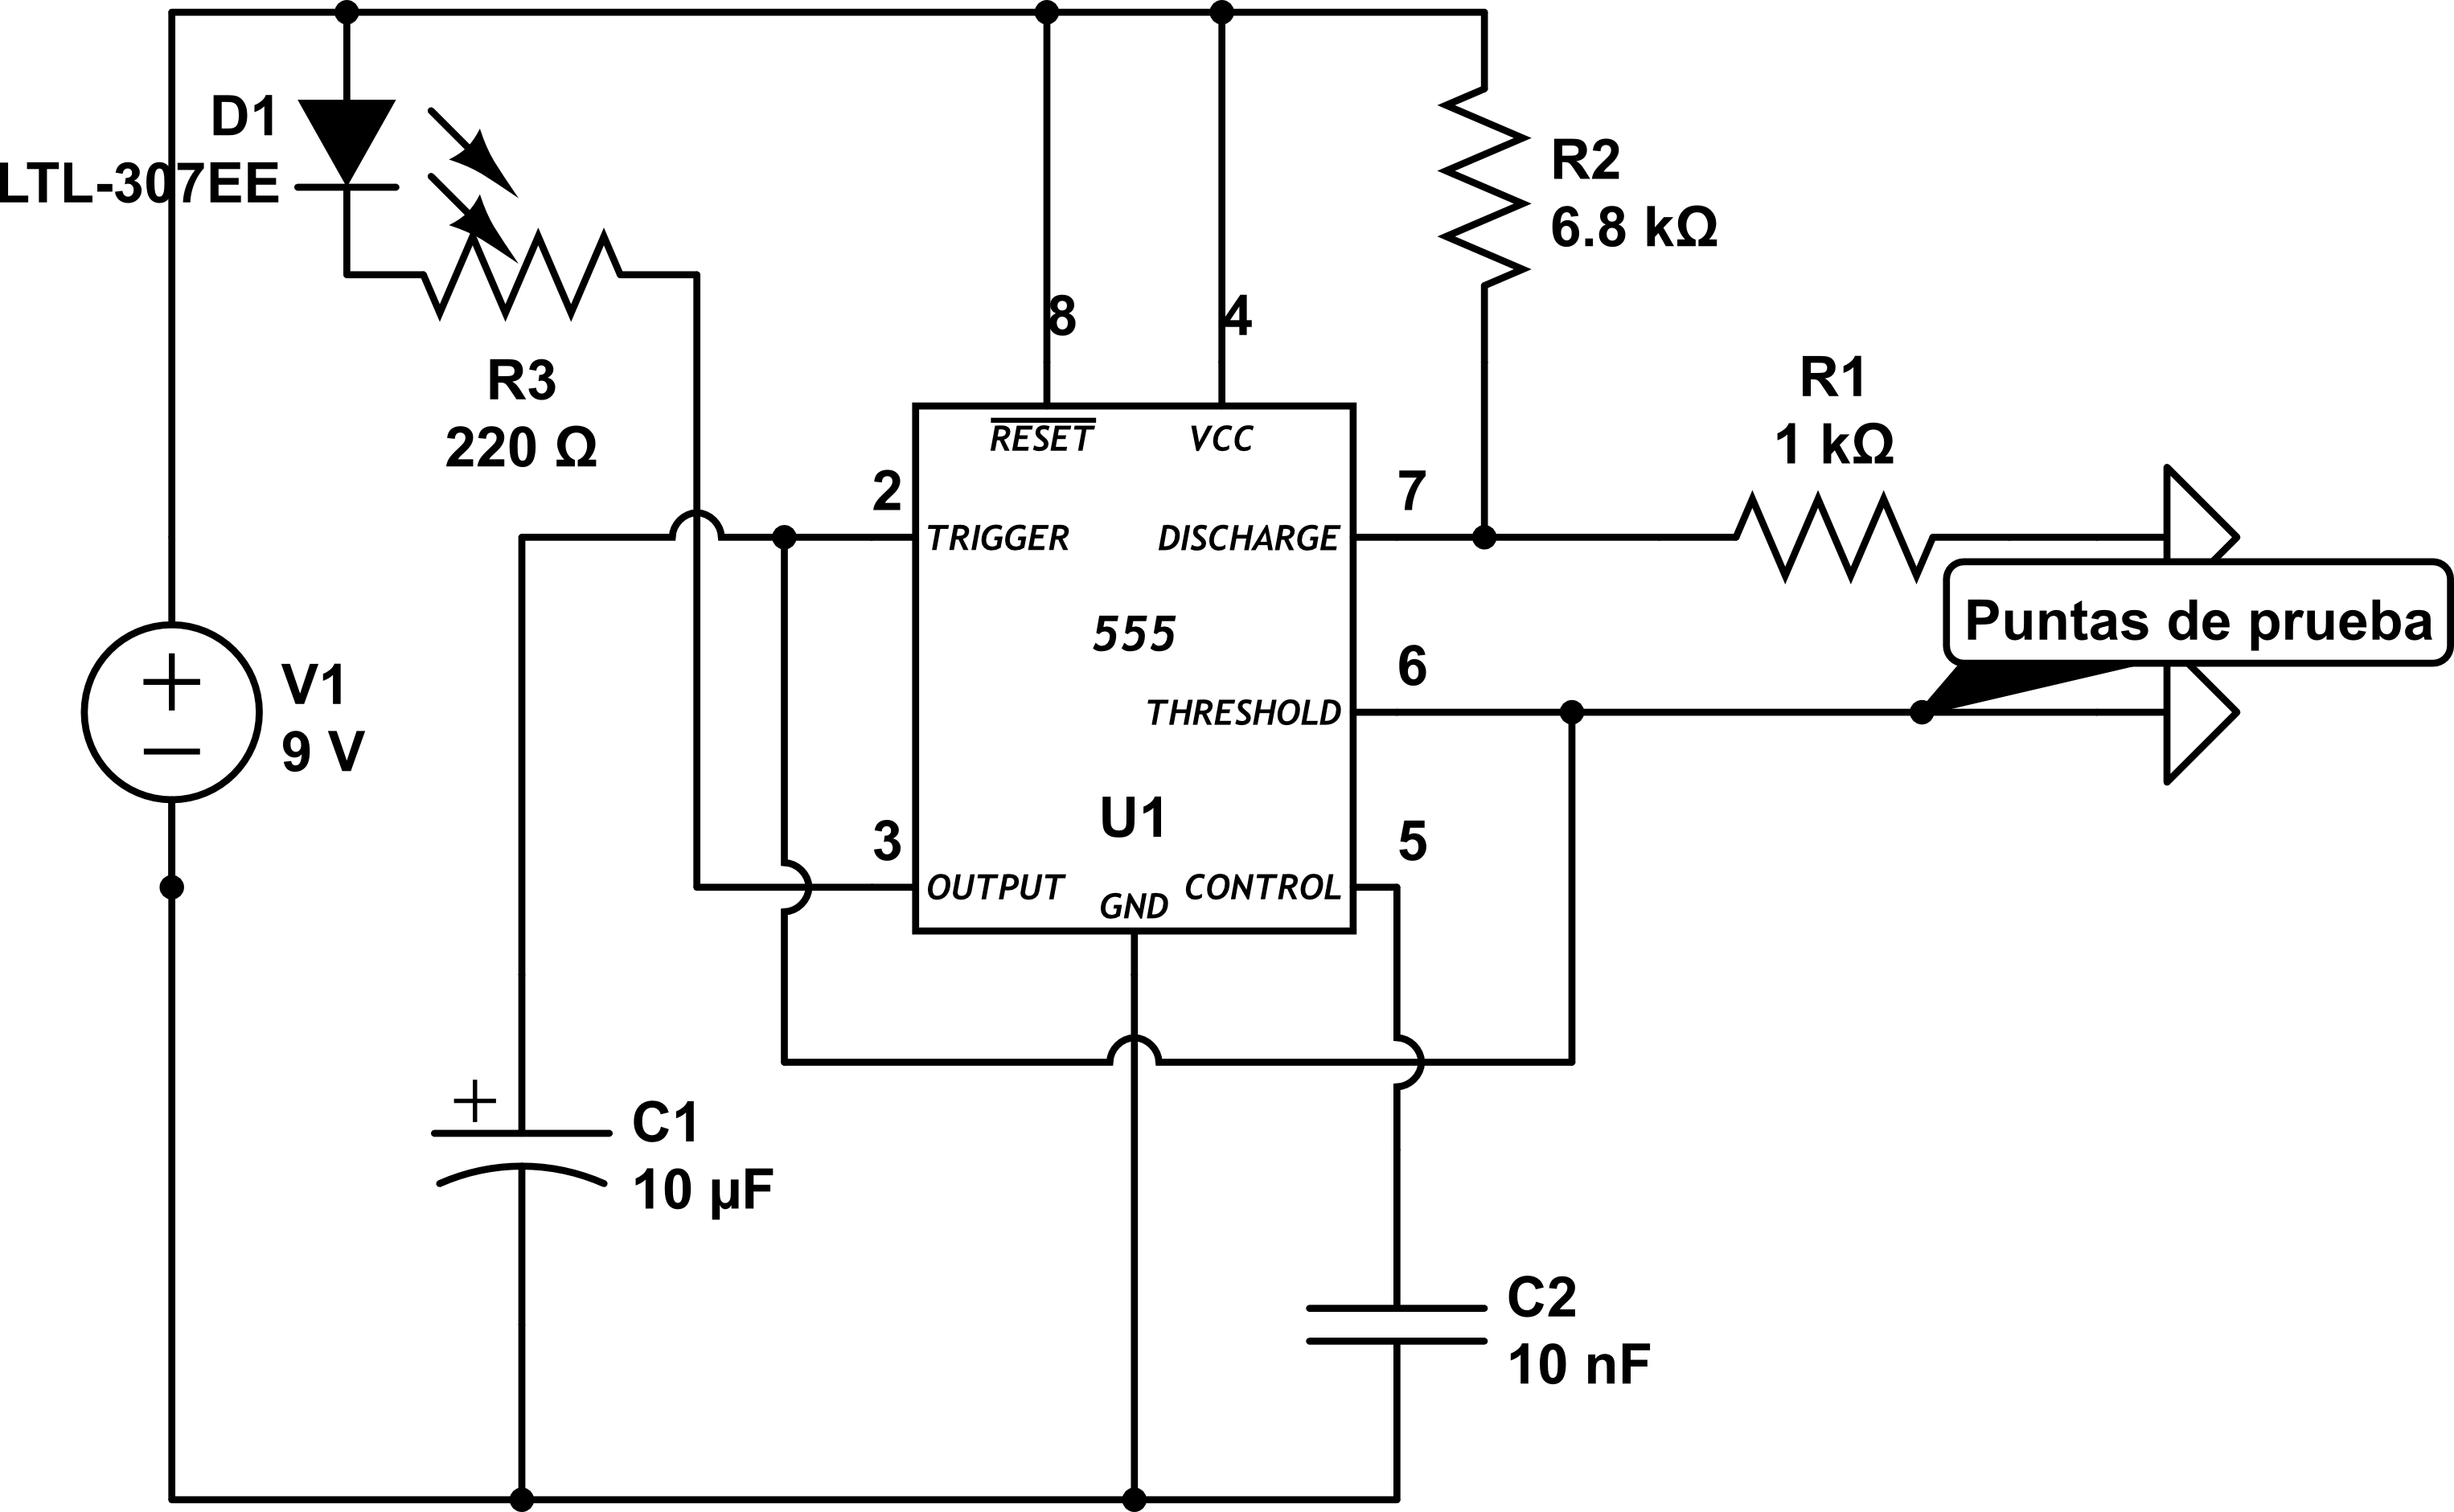 D1
LTL-307EE
R3
220 Ω
8
4
R2
6.8 kΩ
R1
1 kΩ
RESET
VCC
2
7
TRIGGER
DISCHARGE
555
Puntas de prueba
6
V1
9 V
THRESHOLD
U1
3
5
OUTPUT
CONTROL
GND
+
C1
10 µF
C2
10 nF